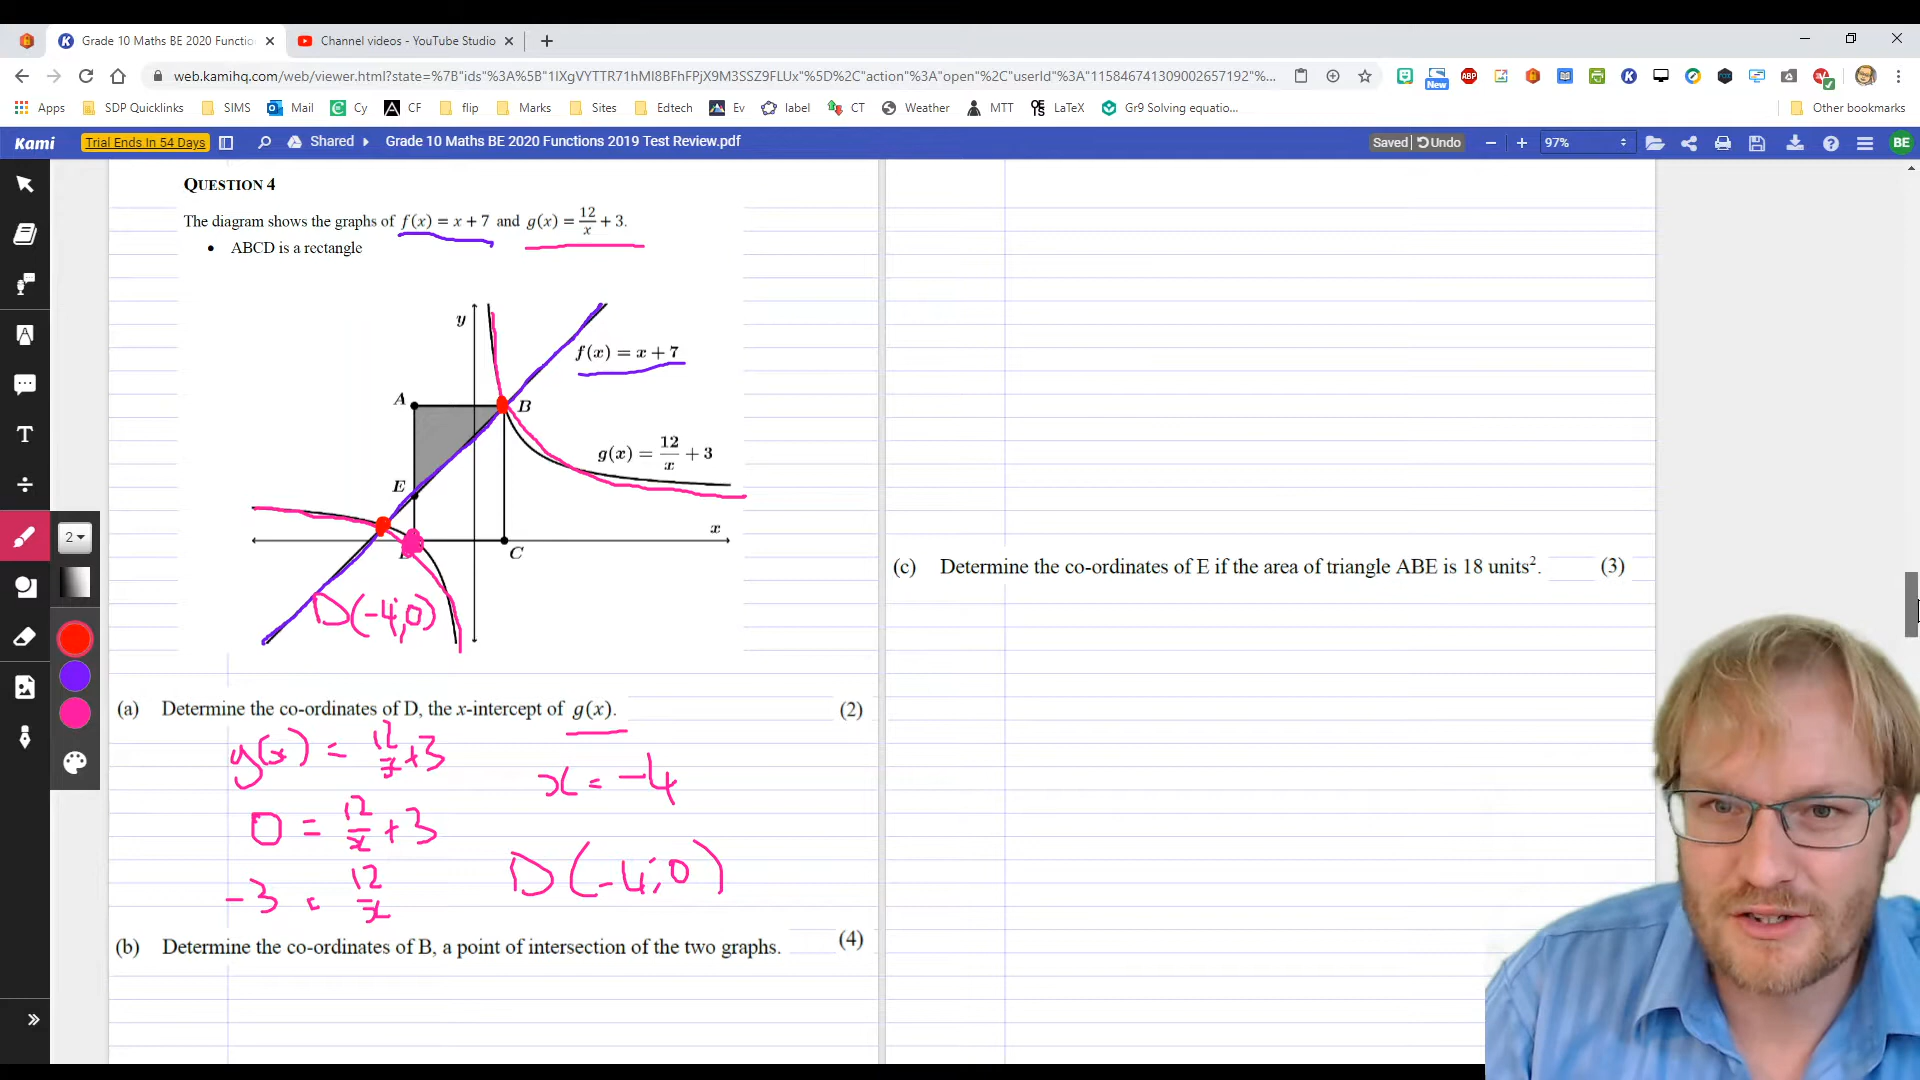 Grade 10 Maths BE 2020 Functio
Channel videos - YouTube Studio
web.kamihq.com/web/viewer.html?state=%7B"ids"%3A%5B"1IXgVYTTR71hMI8BFhFPjX9M3SSZ9FLUx"%5D%2C"action"%3A"open"%2C"userId"%3A"115846741309002657192"%...
ABP
New
Apps
SDP Quicklinks
SIMS
Mail
Cy
CF
flip
Marks
Sites
Edtech
Ev
label
CT
Weather
MTT
LaTeX
Gr9 Solving equatio...
Other bookmarks
Kami
Trial Ends In 54 Days
Shared
Grade 10 Maths BE 2020 Functions 2019 Test Review.pdf
Saved
Undo
97%
BE
QUESTION 4
The diagram shows the graphs of f(x) = x + 7 and g(x) = 12/x + 3.
• ABCD is a rectangle
y
f(x) = x + 7
A
B
g(x) = 12/x + 3
E
x
C
D(-4;0)
2
(a) Determine the co-ordinates of D, the x-intercept of g(x). (2)
g(x) = 12/x + 3
x = -4
0 = 12/x + 3
D(-4;0)
-3 = 12/x
(b) Determine the co-ordinates of B, a point of intersection of the two graphs. (4)
(c) Determine the co-ordinates of E if the area of triangle ABE is 18 units². (3)